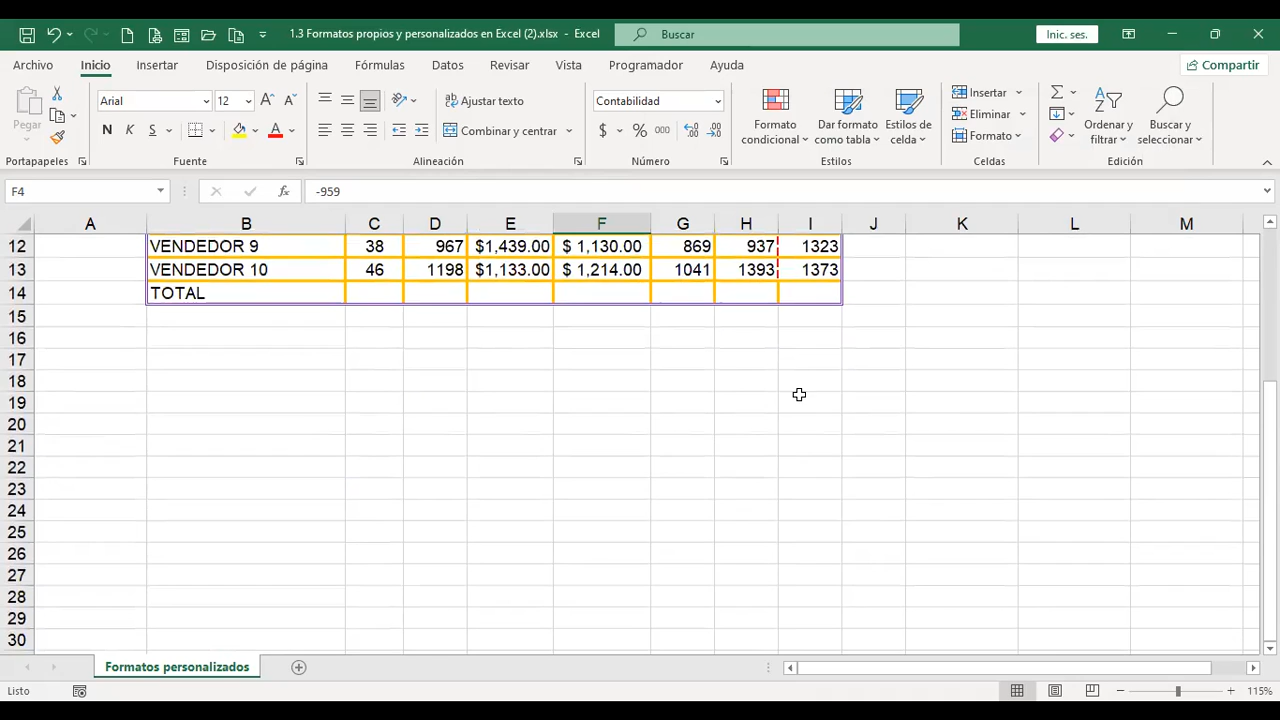 1.3 Formatos propios y personalizados en Excel (2).xlsx - Excel
Buscar
Inic. ses.
Archivo Inicio Insertar Disposición de página Fórmulas Datos Revisar Vista Programador Ayuda Compartir
Pegar
Portapapeles
Arial 12
N K S
Fuente
Ajustar texto
Combinar y centrar
Alineación
Contabilidad
$ % 000
Número
Formato condicional
Dar formato como tabla
Estilos de celda
Estilos
Insertar
Eliminar
Formato
Celdas
Ordenar y filtrar
Buscar y seleccionar
Edición
F4 fx -959
A B C D E F G H I J K L M
12 VENDEDOR 9 38 967 $1,439.00 $ 1,130.00 869 937 1323
13 VENDEDOR 10 46 1198 $1,133.00 $ 1,214.00 1041 1393 1373
14 TOTAL
15
16
17
18
19
20
21
22
23
24
25
26
27
28
29
30
Formatos personalizados
Listo 115%